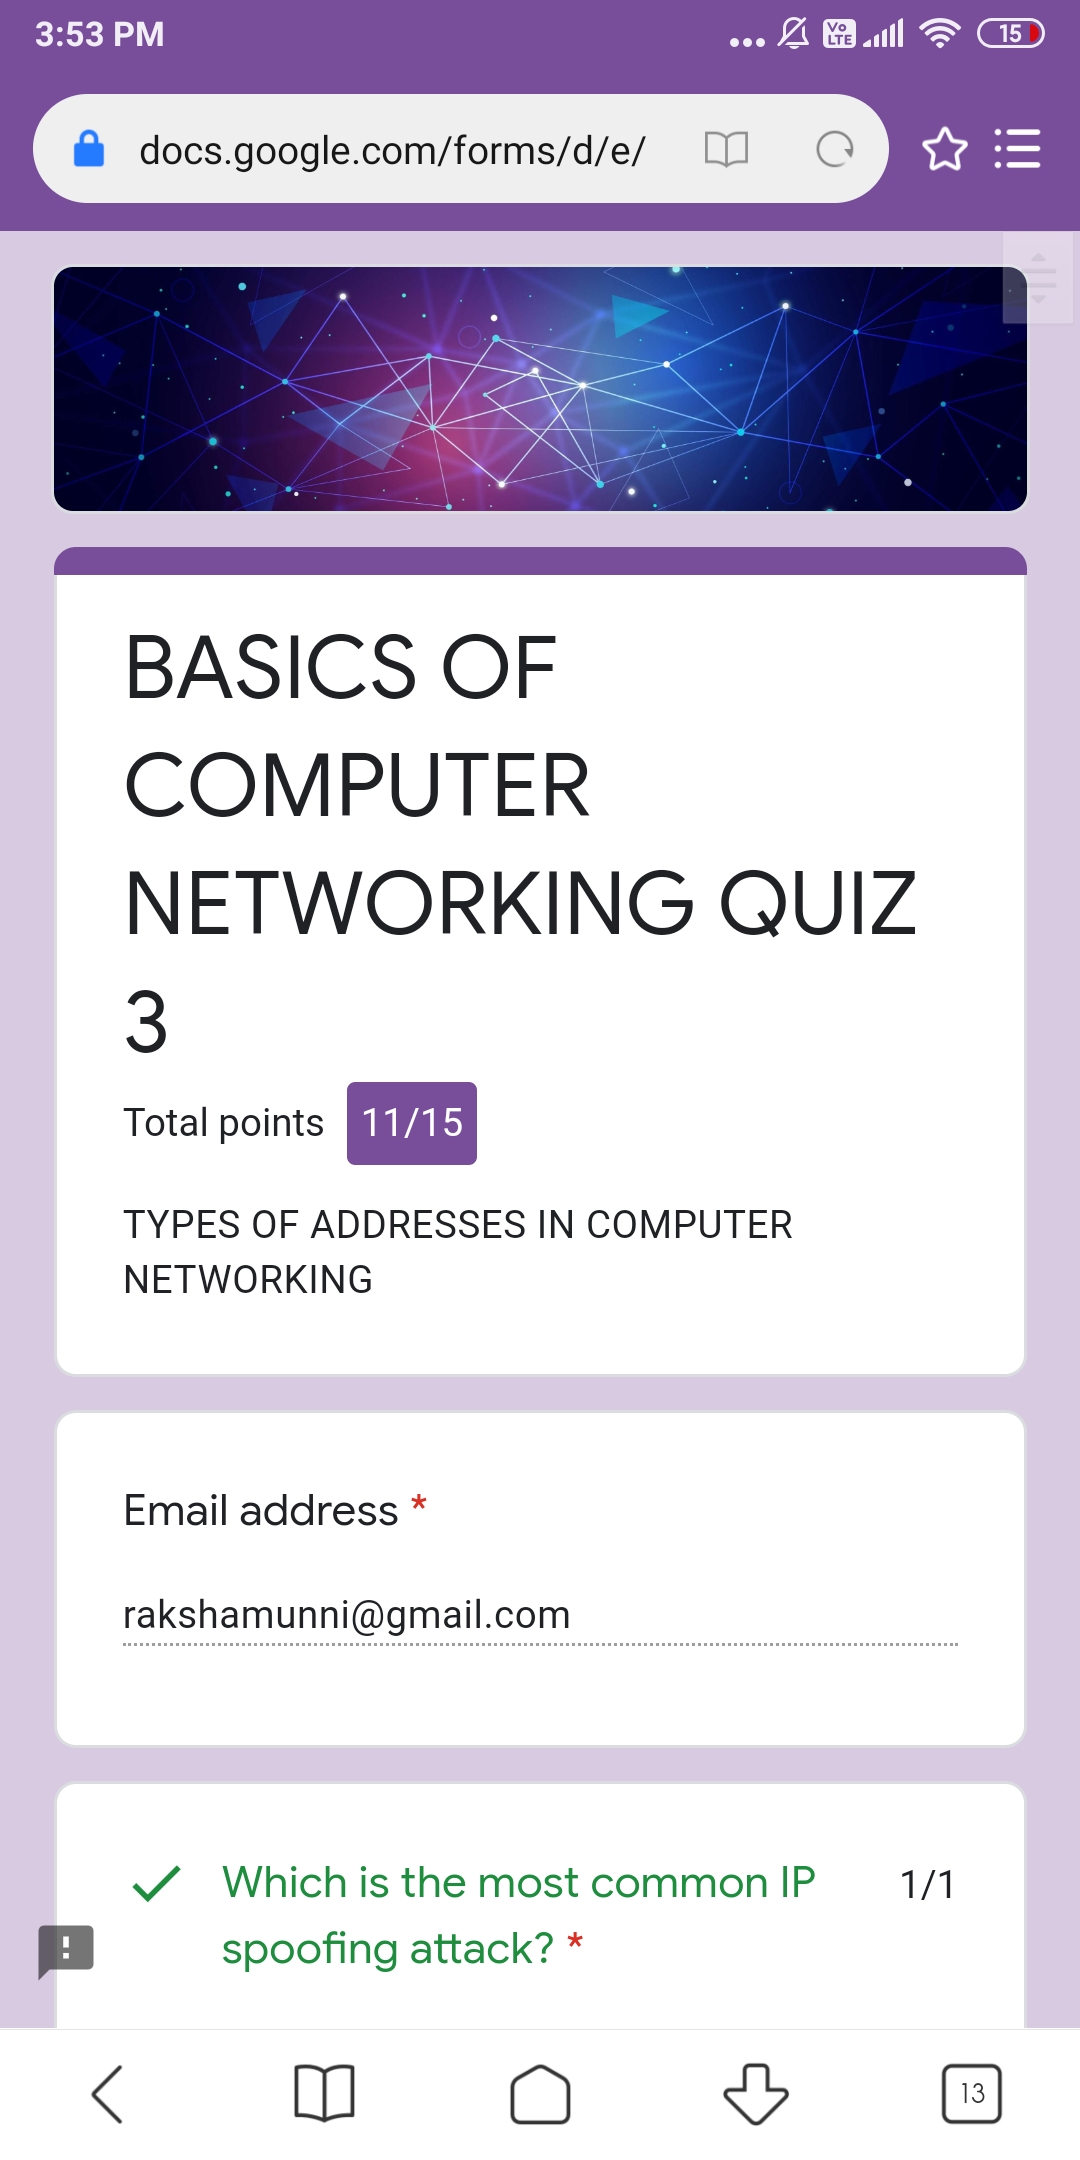 3:53 PM
Vo
LTE
15
docs.google.com/forms/d/e/
BASICS OF
COMPUTER
NETWORKING QUIZ
3
Total points 11/15
TYPES OF ADDRESSES IN COMPUTER
NETWORKING
Email address *
rakshamunni@gmail.com
Which is the most common IP 1/1
spoofing attack? *
13